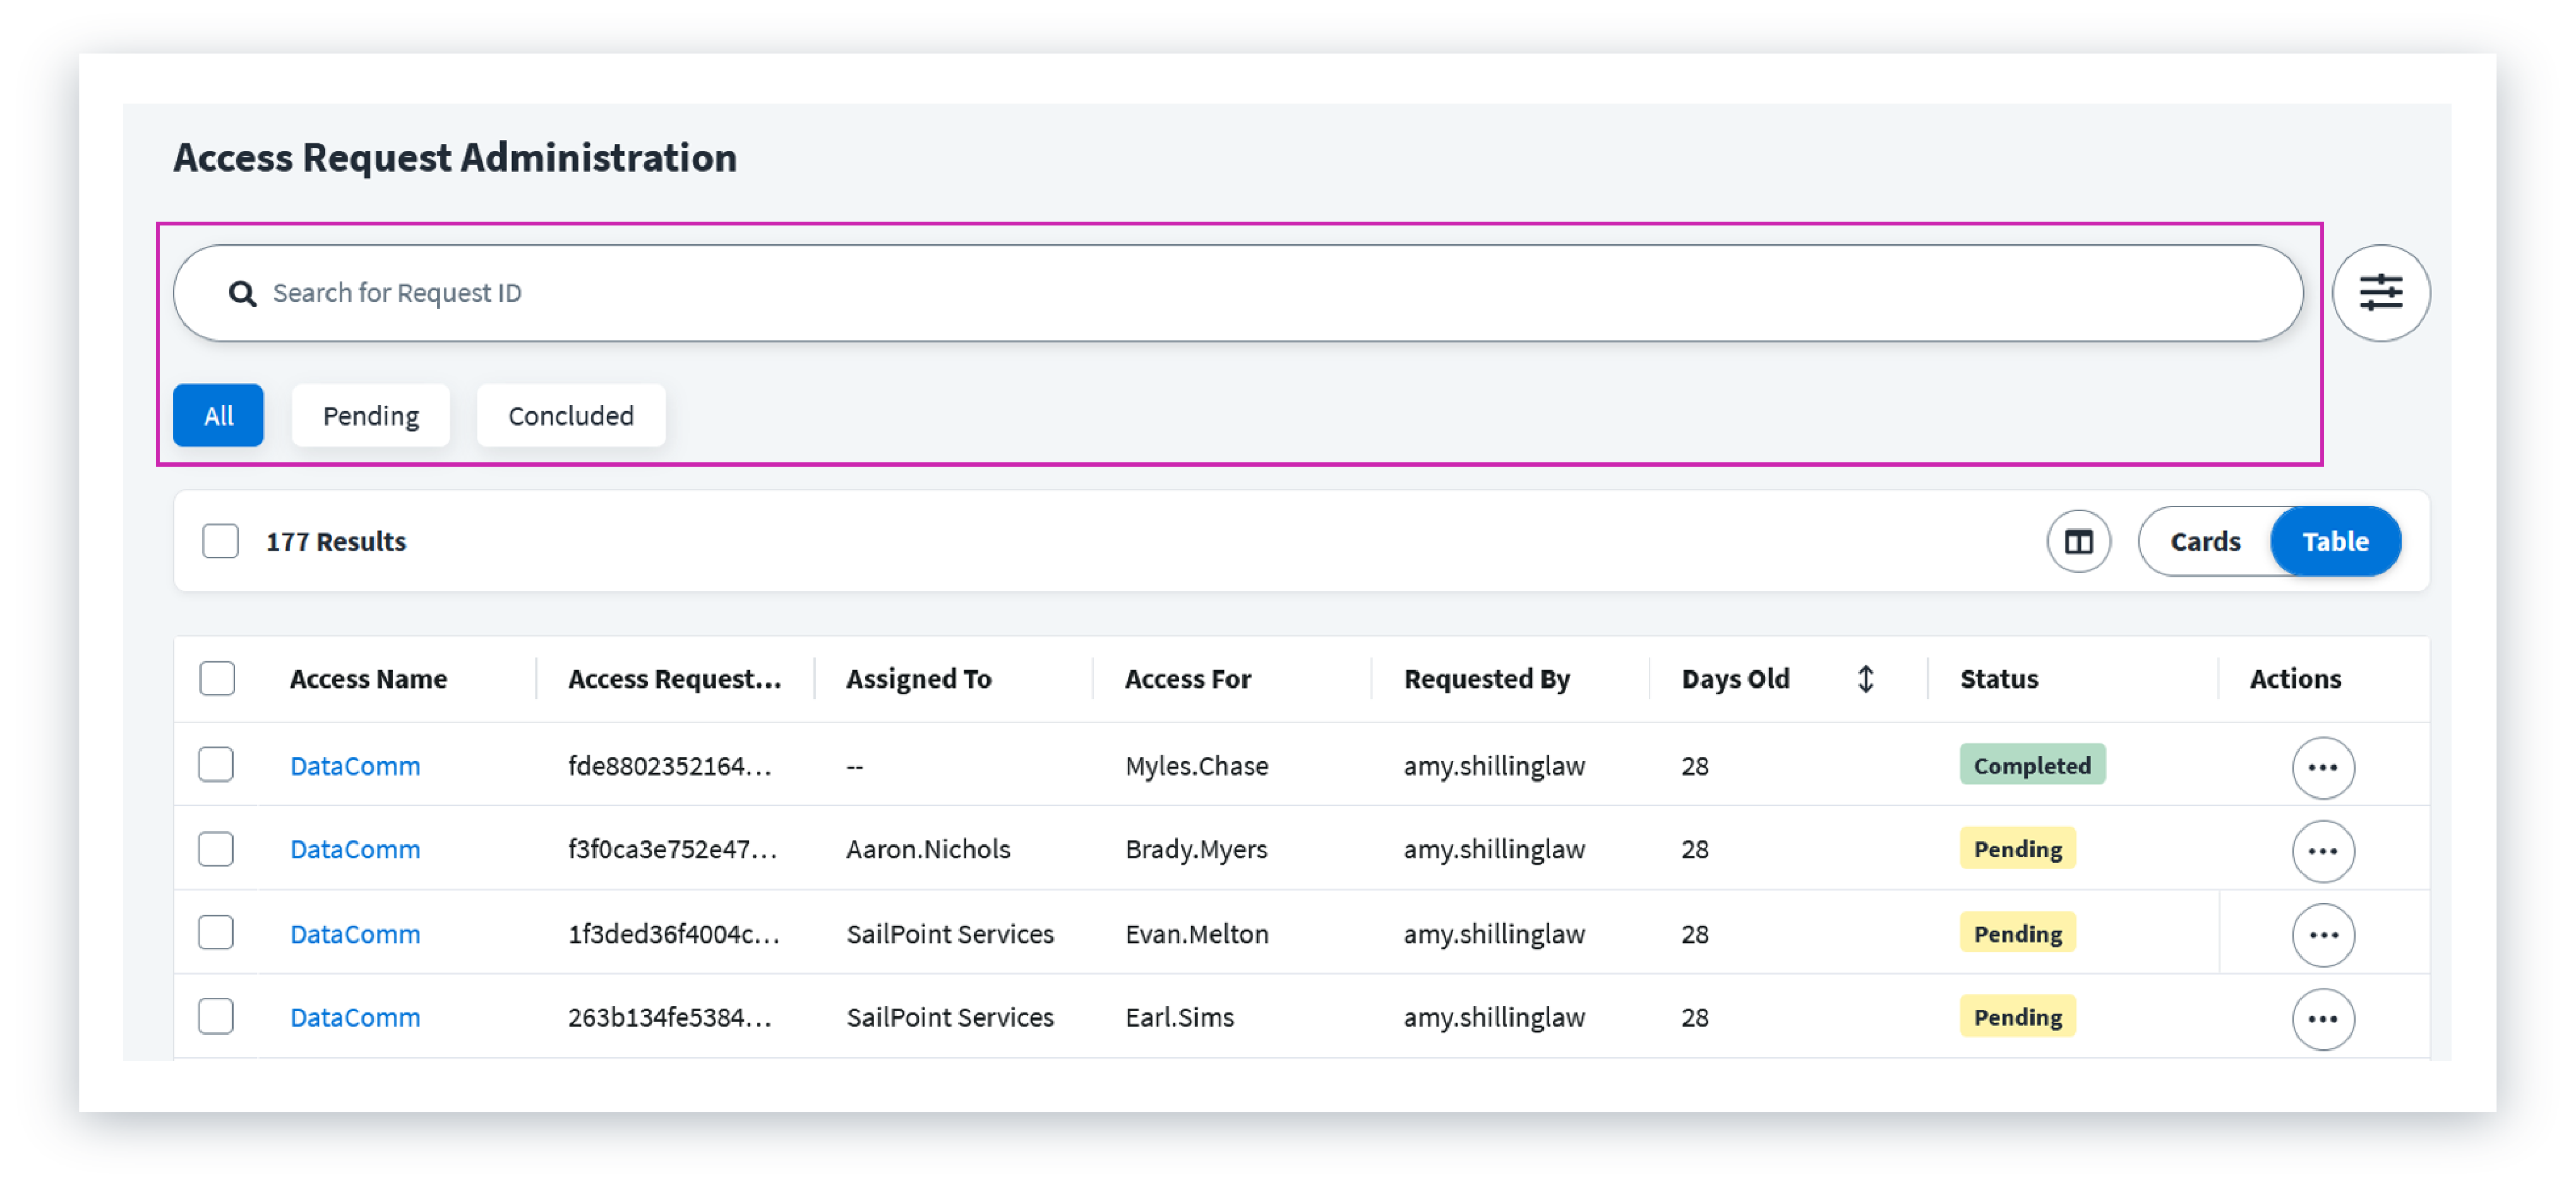 Access Request Administration
Search for Request ID
All Pending Concluded
177 Results Cards Table
Access Name Access Request... Assigned To Access For Requested By Days Old Status Actions
DataComm fde8802352164... -- Myles.Chase amy.shillinglaw 28 Completed
DataComm f3f0ca3e752e47... Aaron.Nichols Brady.Myers amy.shillinglaw 28 Pending
DataComm 1f3ded36f4004c... SailPoint Services Evan.Melton amy.shillinglaw 28 Pending
DataComm 263b134fe5384... SailPoint Services Earl.Sims amy.shillinglaw 28 Pending